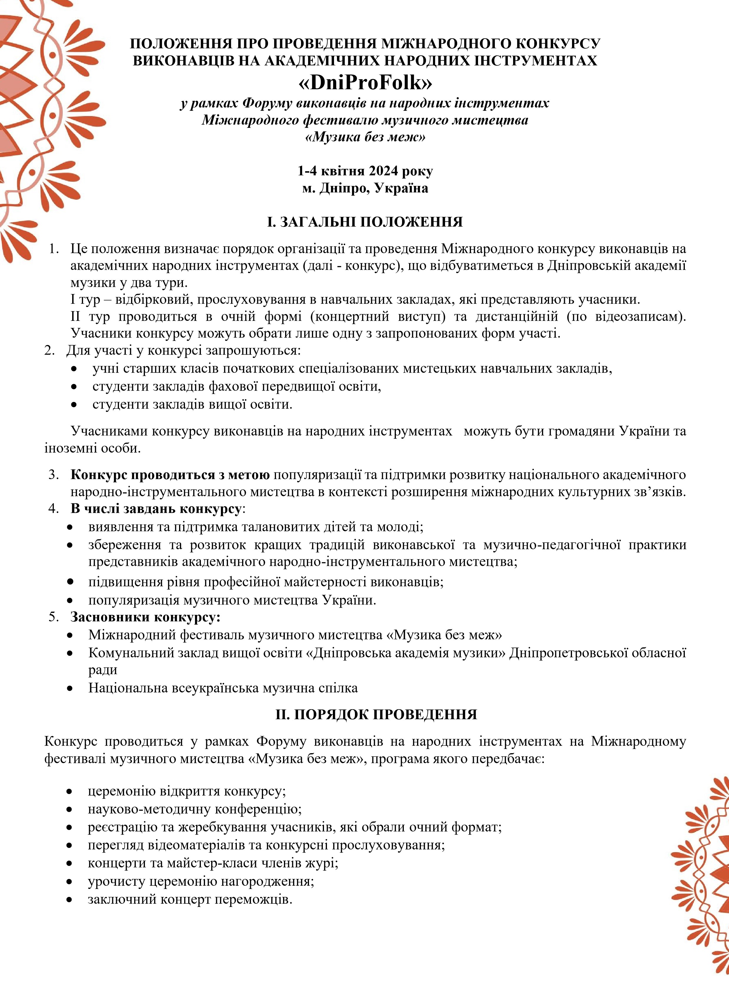 ПОЛОЖЕННЯ ПРО ПРОВЕДЕННЯ МІЖНАРОДНОГО КОНКУРСУ
ВИКОНАВЦІВ НА АКАДЕМІЧНИХ НАРОДНИХ ІНСТРУМЕНТАХ
«DniProFolk»
у рамках Форуму виконавців на народних інструментах
Міжнародного фестивалю музичного мистецтва
«Музика без меж»
1-4 квітня 2024 року
м. Дніпро, Україна
І. ЗАГАЛЬНІ ПОЛОЖЕННЯ
1. Це положення визначає порядок організації та проведення Міжнародного конкурсу виконавців на
академічних народних інструментах (далі - конкурс), що відбуватиметься в Дніпровській академії
музики у два тури.
І тур – відбірковий, прослуховування в навчальних закладах, які представляють учасники.
ІІ тур проводиться в очній формі (концертний виступ) та дистанційній (по відеозаписам).
Учасники конкурсу можуть обрати лише одну з запропонованих форм участі.
2. Для участі у конкурсі запрошуються:
• учні старших класів початкових спеціалізованих мистецьких навчальних закладів,
• студенти закладів фахової передвищої освіти,
• студенти закладів вищої освіти.
Учасниками конкурсу виконавців на народних інструментах можуть бути громадяни України та
іноземні особи.
3. Конкурс проводиться з метою популяризації та підтримки розвитку національного академічного
народно-інструментального мистецтва в контексті розширення міжнародних культурних зв’язків.
4. В числі завдань конкурсу:
• виявлення та підтримка талановитих дітей та молоді;
• збереження та розвиток кращих традицій виконавської та музично-педагогічної практики
представників академічного народно-інструментального мистецтва;
• підвищення рівня професійної майстерності виконавців;
• популяризація музичного мистецтва України.
5. Засновники конкурсу:
• Міжнародний фестиваль музичного мистецтва «Музика без меж»
• Комунальний заклад вищої освіти «Дніпровська академія музики» Дніпропетровської обласної
ради
• Національна всеукраїнська музична спілка
ІІ. ПОРЯДОК ПРОВЕДЕННЯ
Конкурс проводиться у рамках Форуму виконавців на народних інструментах на Міжнародному
фестивалі музичного мистецтва «Музика без меж», програма якого передбачає:
• церемонію відкриття конкурсу;
• науково-методичну конференцію;
• реєстрацію та жеребкування учасників, які обрали очний формат;
• перегляд відеоматеріалів та конкурсні прослуховування;
• концерти та майстер-класи членів журі;
• урочисту церемонію нагородження;
• заключний концерт переможців.